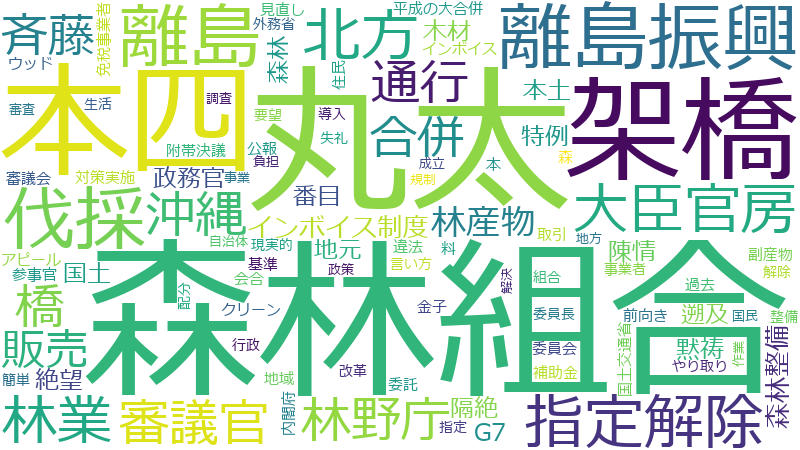 斉藤
離島
北方
木材
見直し
平成の大合併
離島振興
外務省
インボイス
免税事業者
森林
住民
ウッド
本四
丸太
通行
本土
架橋
審査
生活
調査
要望
導入
合併
特例
失礼
附帯決議
公報
負担
成立
本
森
審議会
対策実施
政務官
事業
番目
規制
大臣官房
伐採
沖縄
インボイス制度
林産物
取引
自治体
現実的
地元
違法
料
地方
陳情
副産物
アピール
参事官
国土
会合
基準
政策
言い方
事業者
解除
森林組合
橋
配分
クリーン
金子
解決
組合
委員長
前向き
過去
遡及
国民
整備
販売
絶望
行政
改革
委員会
国土交通省
黙祷
作業
森林整備
簡単
地域
委託
補助金
やり取り
林業
審議官
内閣府
林野庁
隔絶
指定
G7
指定解除